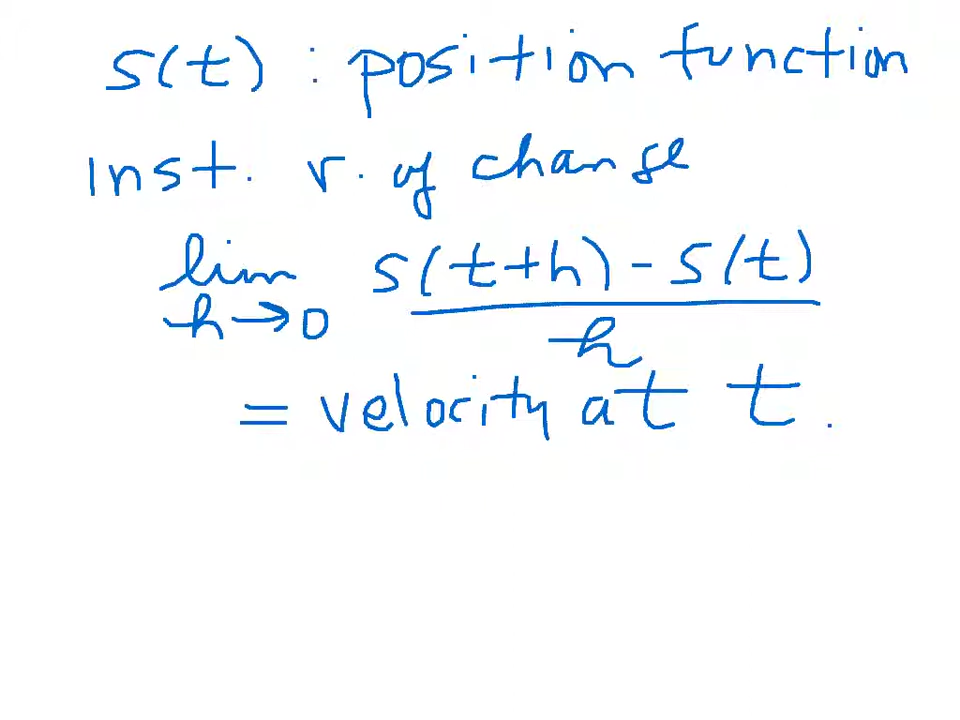 s(t) : position function
inst. r. of change
lim h→0 s(t+h) - s(t) / h
= velocity at t.